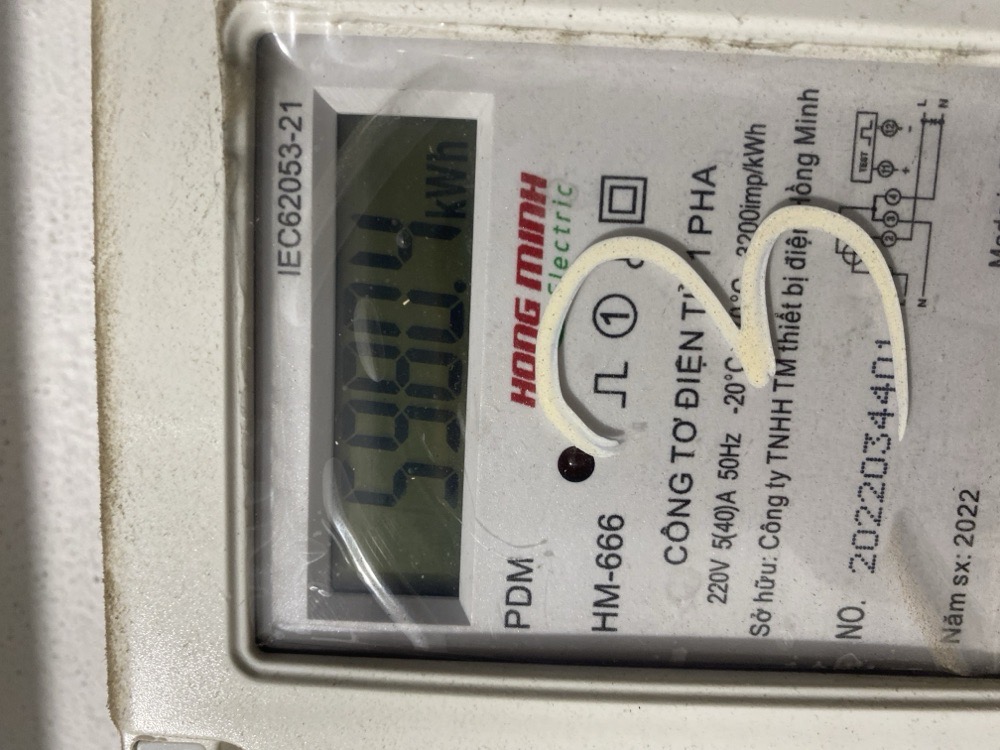 IEC62053-21
kWh
HONG MINH
Electric
PDM
HM-666
1
3
CÔNG TƠ ĐIỆN TỬ 1 PHA
220V 5(40)A 50Hz -20°C 3200imp/kWh
Sở hữu: Công ty TNHH TM thiết bị điện Hồng Minh
NO.
Năm sx: 2022
TEST
L
N
N